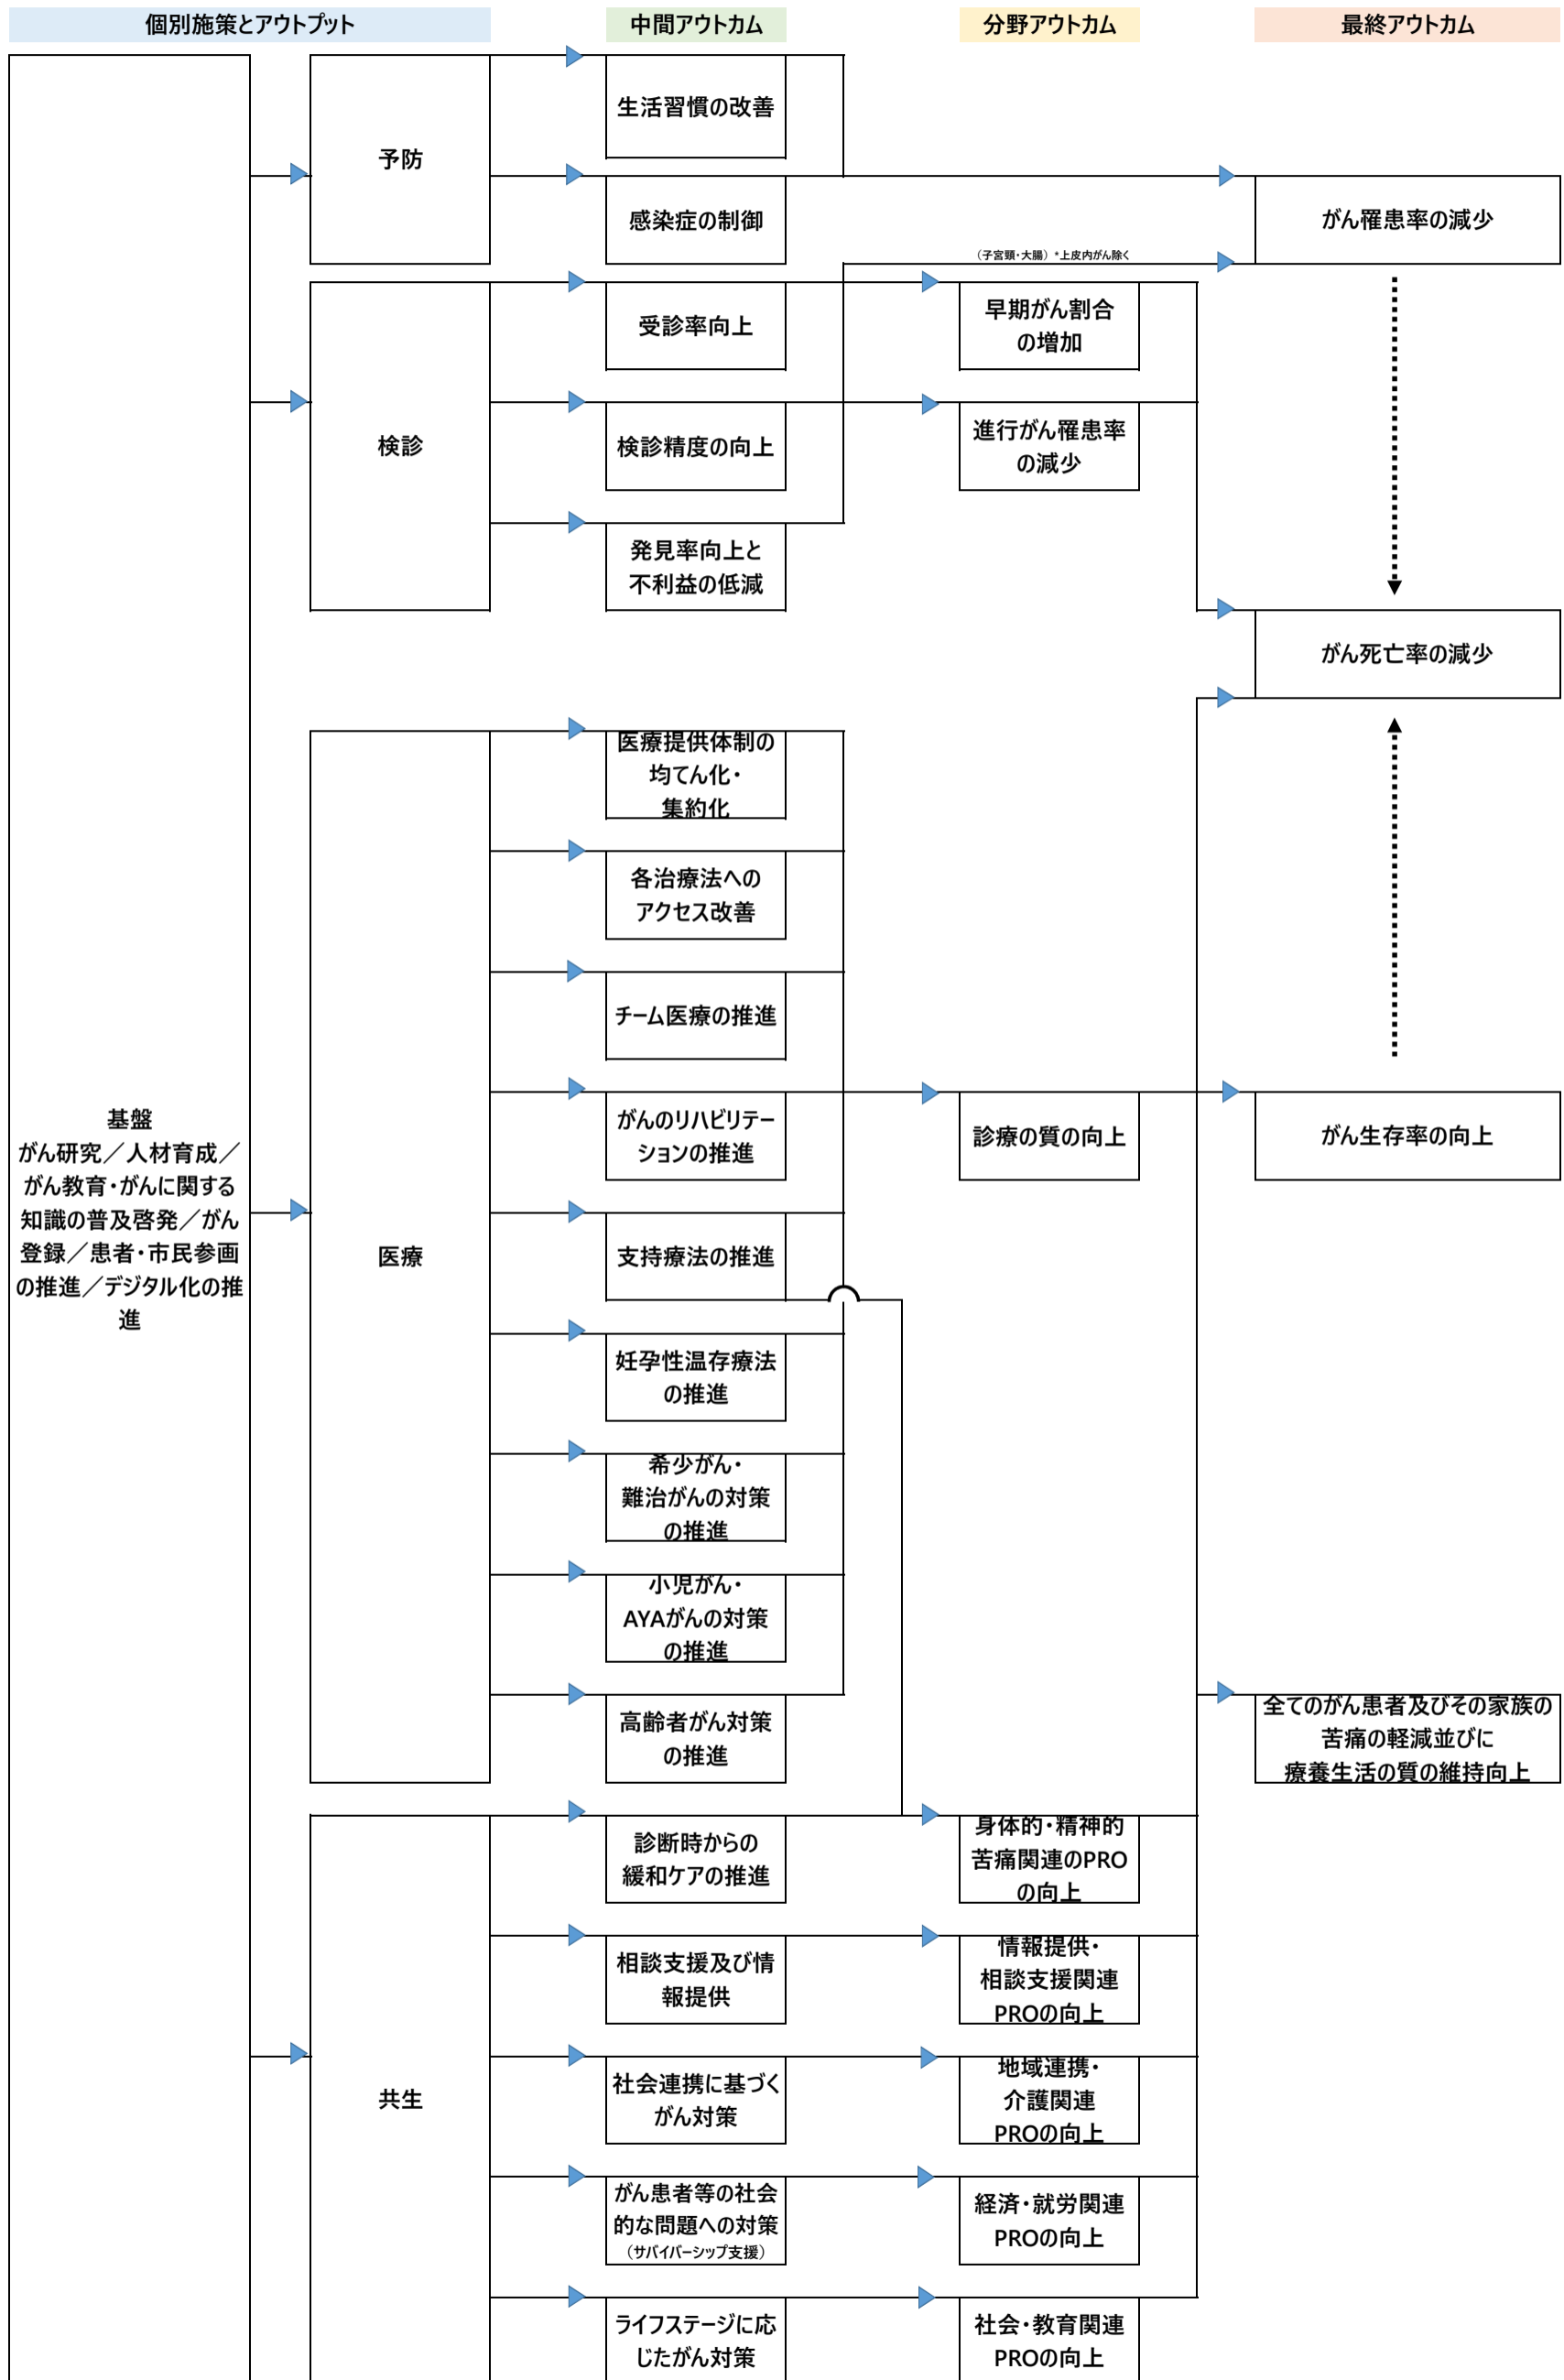 個別施策とアウトプット
中間アウトカム
分野アウトカム
最終アウトカム
基盤
がん研究／人材育成／
がん教育・がんに関する
知識の普及啓発／がん
登録／患者・市民参画
の推進／デジタル化の推
進
予防
生活習慣の改善
感染症の制御
がん罹患率の減少
（子宮頸・大腸）*上皮内がん除く
検診
受診率向上
早期がん割合
の増加
検診精度の向上
進行がん罹患率
の減少
発見率向上と
不利益の低減
がん死亡率の減少
医療
医療提供体制の
均てん化・
集約化
各治療法への
アクセス改善
チーム医療の推進
がんのリハビリテー
ションの推進
診療の質の向上
がん生存率の向上
支持療法の推進
妊孕性温存療法
の推進
希少がん・
難治がんの対策
の推進
小児がん・
AYAがんの対策
の推進
高齢者がん対策
の推進
全てのがん患者及びその家族の
苦痛の軽減並びに
療養生活の質の維持向上
共生
診断時からの
緩和ケアの推進
身体的・精神的
苦痛関連のPRO
の向上
相談支援及び情
報提供
情報提供・
相談支援関連
PROの向上
社会連携に基づく
がん対策
地域連携・
介護関連
PROの向上
がん患者等の社会
的な問題への対策
（サバイバーシップ支援）
経済・就労関連
PROの向上
ライフステージに応
じたがん対策
社会・教育関連
PROの向上